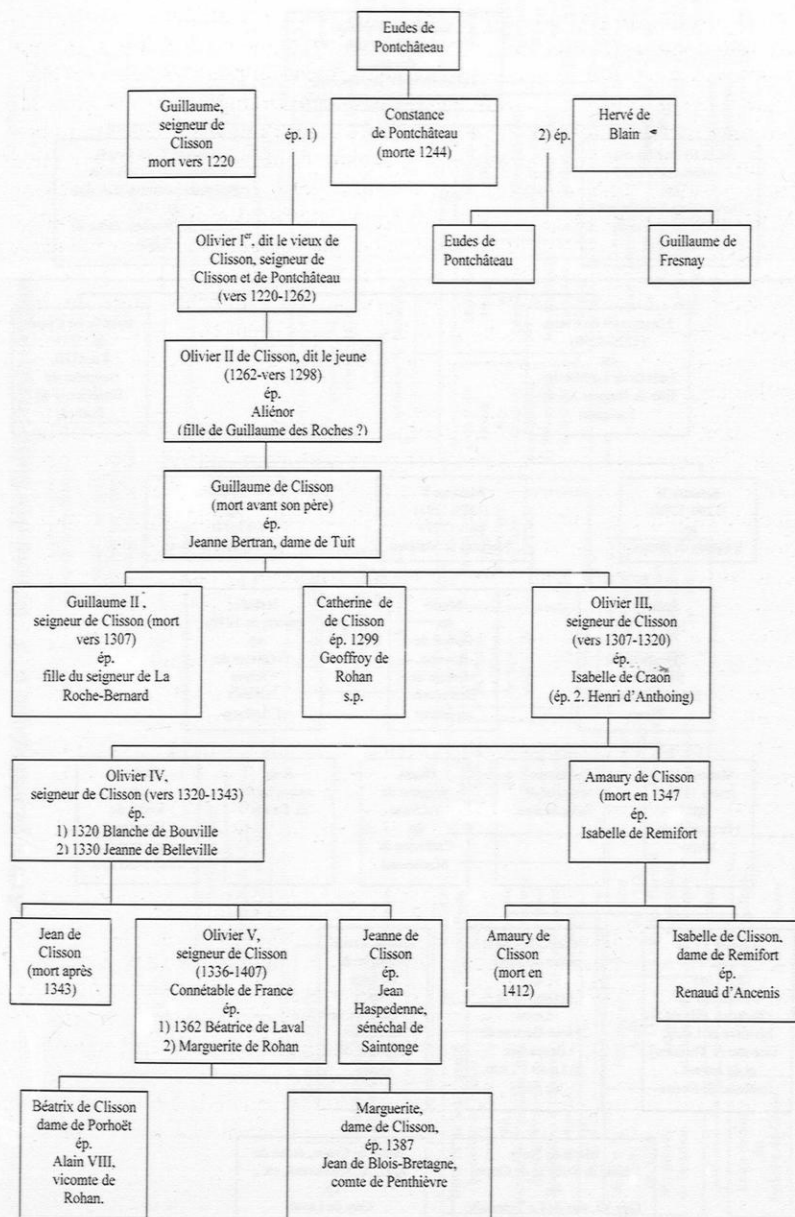 Eudes de
Pontchâteau
Guillaume,
seigneur de
Clisson
mort vers 1220
ép. 1)
Constance
de Pontchâteau
(morte 1244)
2) ép.
Hervé de
Blain
Olivier Ier, dit le vieux de
Clisson, seigneur de
Clisson et de Pontchâteau
(vers 1220-1262)
Eudes de
Pontchâteau
Guillaume de
Fresnay
Olivier II de Clisson, dit le jeune
(1262-vers 1298)
ép.
Aliénor
(fille de Guillaume des Roches ?)
Guillaume de Clisson
(mort avant son père)
ép.
Jeanne Bertran, dame de Tuit
Guillaume II ,
seigneur de Clisson (mort
vers 1307)
ép.
fille du seigneur de La
Roche-Bernard
Catherine de
de Clisson
ép. 1299
Geoffroy de
Rohan
s.p.
Olivier III,
seigneur de Clisson
(vers 1307-1320)
ép.
Isabelle de Craon
(ép. 2. Henri d'Anthoing)
Olivier IV,
seigneur de Clisson (vers 1320-1343)
ép.
1) 1320 Blanche de Bouville
2) 1330 Jeanne de Belleville
Amaury de Clisson
(mort en 1347
ép.
Isabelle de Remifort
Jean de
Clisson
(mort après
1343)
Olivier V,
seigneur de Clisson
(1336-1407)
Connétable de France
ép.
1) 1362 Béatrice de Laval
2) Marguerite de Rohan
Jeanne de
Clisson
ép.
Jean
Haspedenne,
sénéchal de
Saintonge
Amaury de
Clisson
(mort en
1412)
Isabelle de Clisson,
dame de Remifort
ép.
Renaud d'Ancenis
Béatrix de Clisson
dame de Porhoët
ép.
Alain VIII,
vicomte de
Rohan.
Marguerite,
dame de Clisson,
ép. 1387
Jean de Blois-Bretagne,
comte de Penthièvre